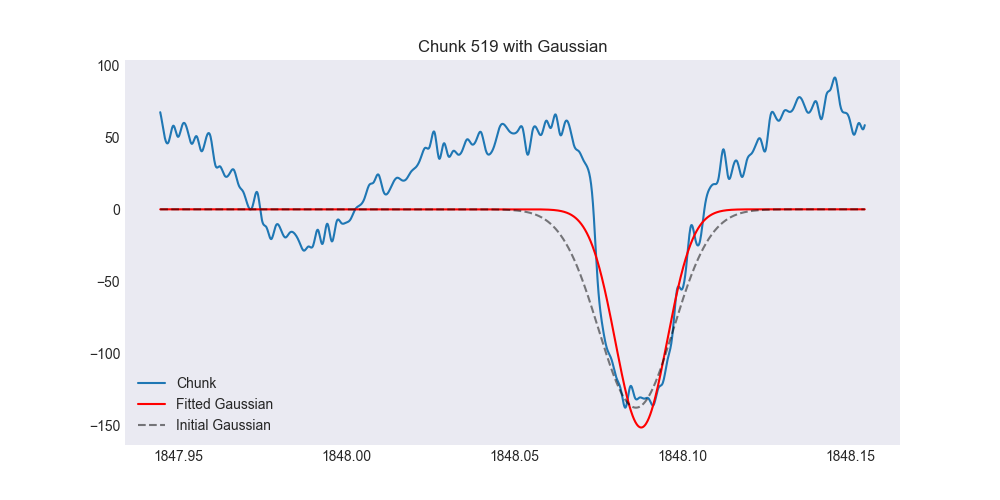 Chunk 519 with Gaussian
100
50
0
−50
−100
−150
Chunk
Fitted Gaussian
Initial Gaussian
1847.95 1848.00 1848.05 1848.10 1848.15